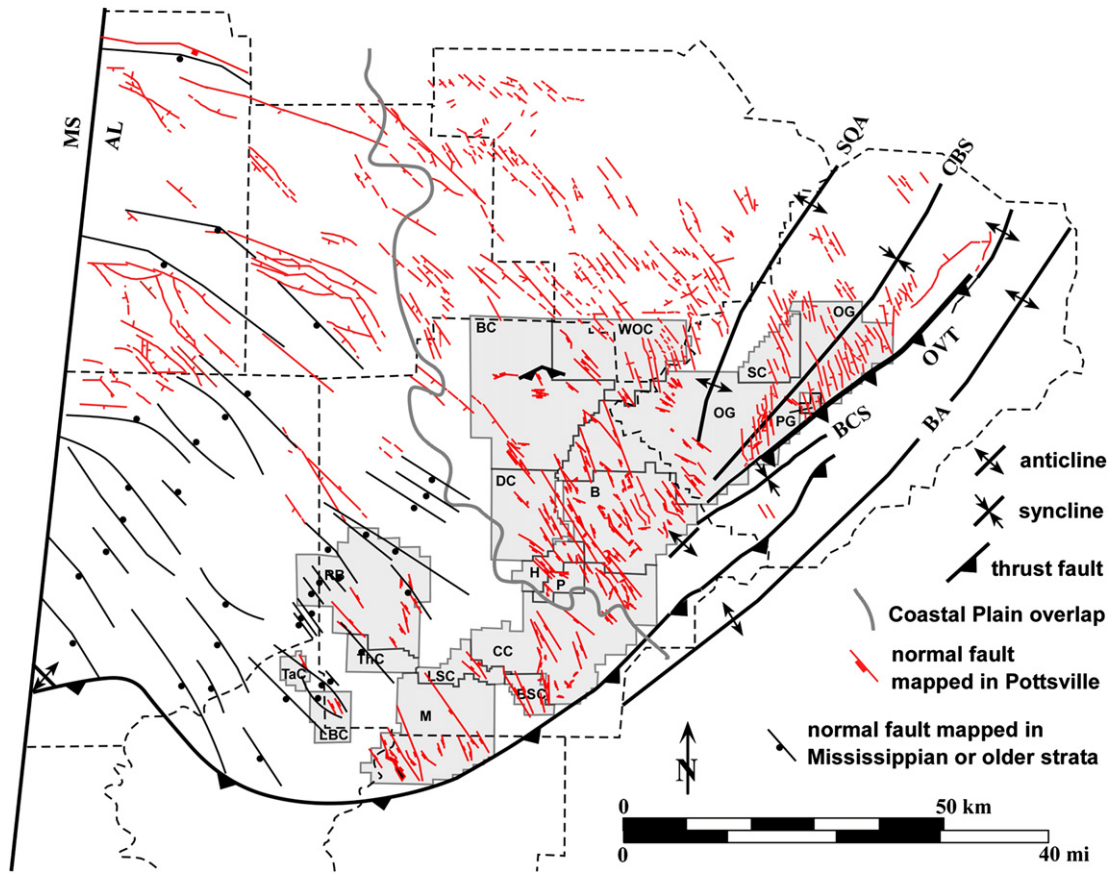 MS
AL
SQA
CBS
BC
WOC
OG
SC
OG
PG
OVT
BCS
BA
DC
B
H
P
RB
ThC
TaC
LBC
LSC
CC
BSC
M
anticline
syncline
thrust fault
Coastal Plain overlap
normal fault
mapped in Pottsville
normal fault mapped in
Mississippian or older strata
N
0
50 km
0
40 mi